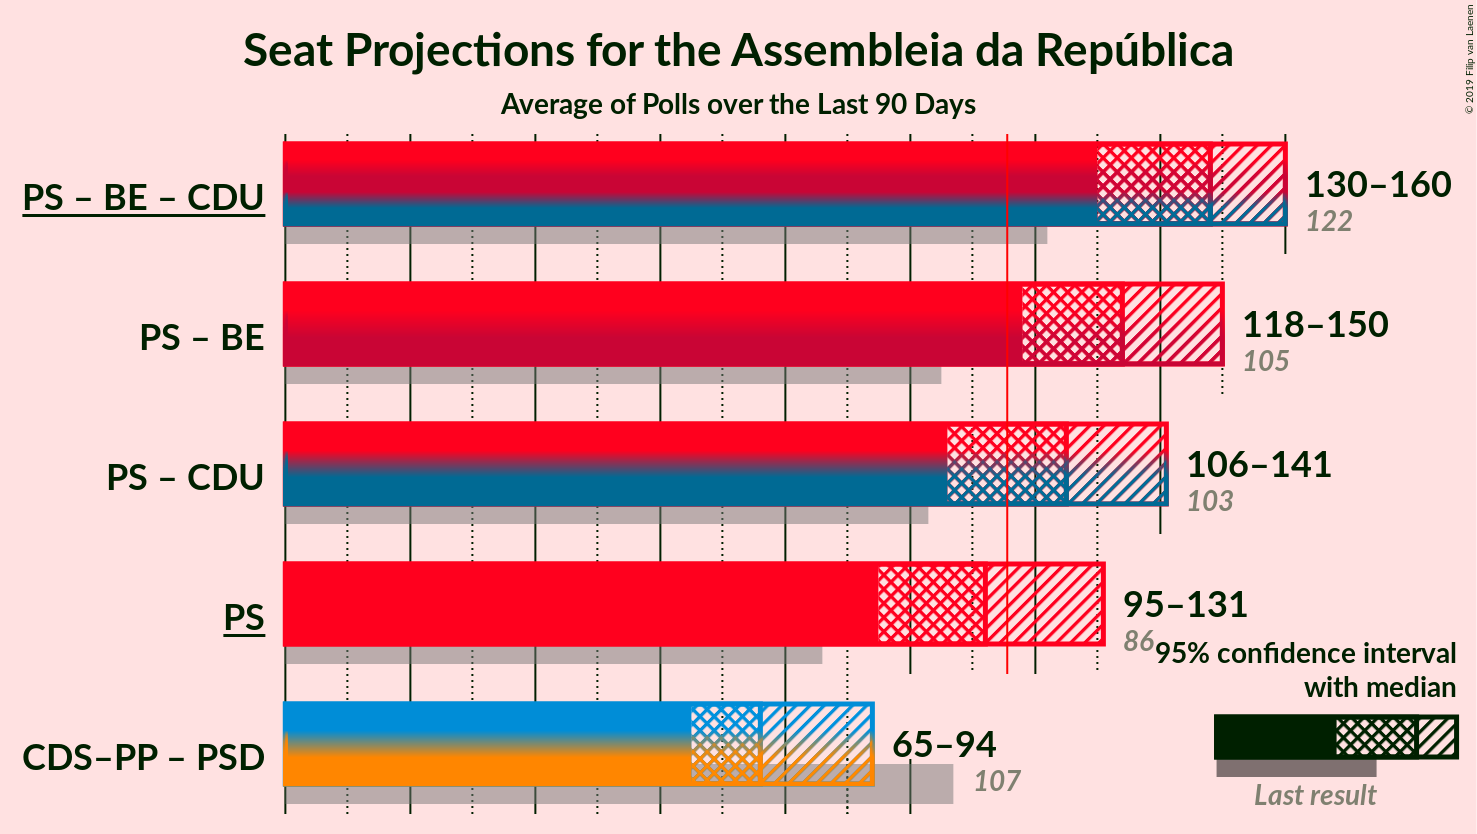 Seat Projections for the Assembleia da República
Average of Polls over the Last 90 Days
© 2019 Filip van Laenen
PS – BE – CDU
130–160
122
PS – BE
118–150
105
PS – CDU
106–141
103
PS
95–131
86
CDS–PP – PSD
65–94
107
95% confidence interval
with median
Last result